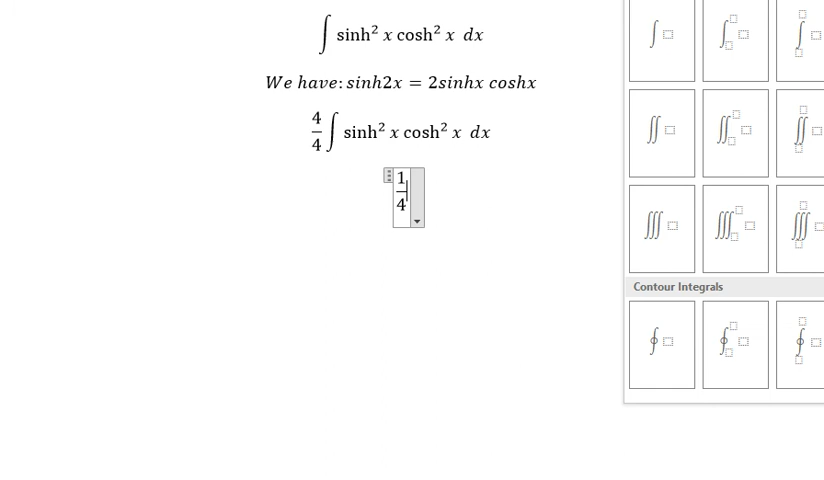 ∫ sinh² x cosh² x dx
We have: sinh2x = 2sinhx coshx
4/4 ∫ sinh² x cosh² x dx
1/4
Contour Integrals